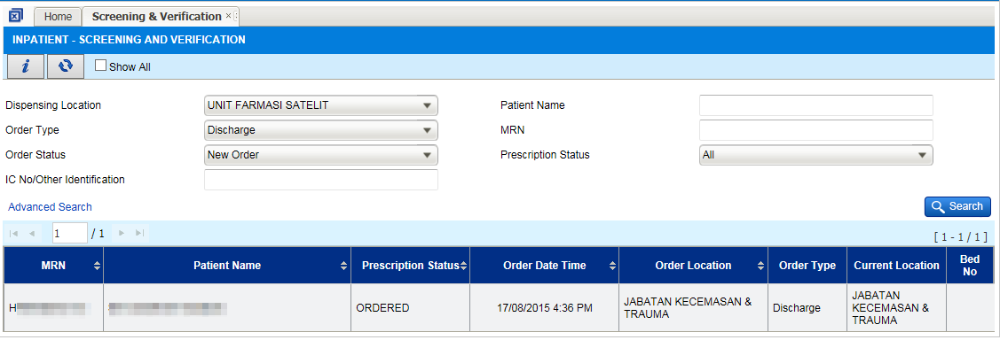 Home Screening & Verification
INPATIENT - SCREENING AND VERIFICATION
i Show All
Dispensing Location UNIT FARMASI SATELIT Patient Name
Order Type Discharge MRN
Order Status New Order Prescription Status All
IC No/Other Identification
Advanced Search Search
1 / 1 [ 1 - 1 / 1 ]
MRN Patient Name Prescription Status Order Date Time Order Location Order Type Current Location Bed No
H ORDERED 17/08/2015 4:36 PM JABATAN KECEMASAN & TRAUMA Discharge JABATAN KECEMASAN & TRAUMA